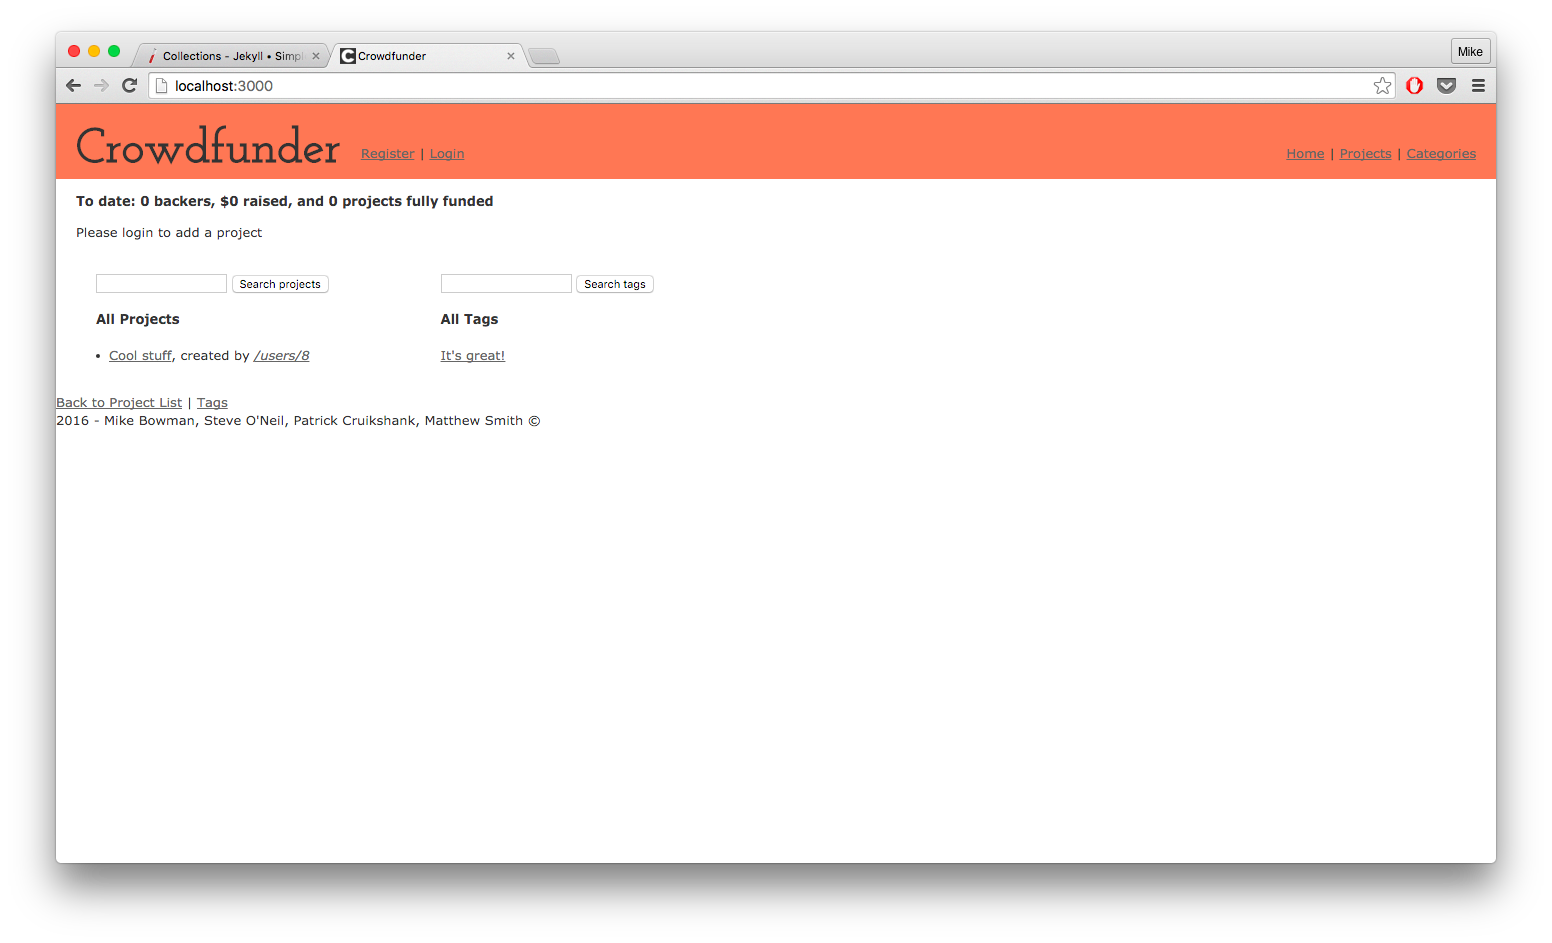 Collections - Jekyll • Simpl
Crowdfunder
Mike
localhost:3000
Crowdfunder
Register | Login
Home | Projects | Categories
To date: 0 backers, $0 raised, and 0 projects fully funded
Please login to add a project
Search projects
Search tags
All Projects
All Tags
• Cool stuff, created by /users/8
It's great!
Back to Project List | Tags
2016 - Mike Bowman, Steve O'Neil, Patrick Cruikshank, Matthew Smith ©